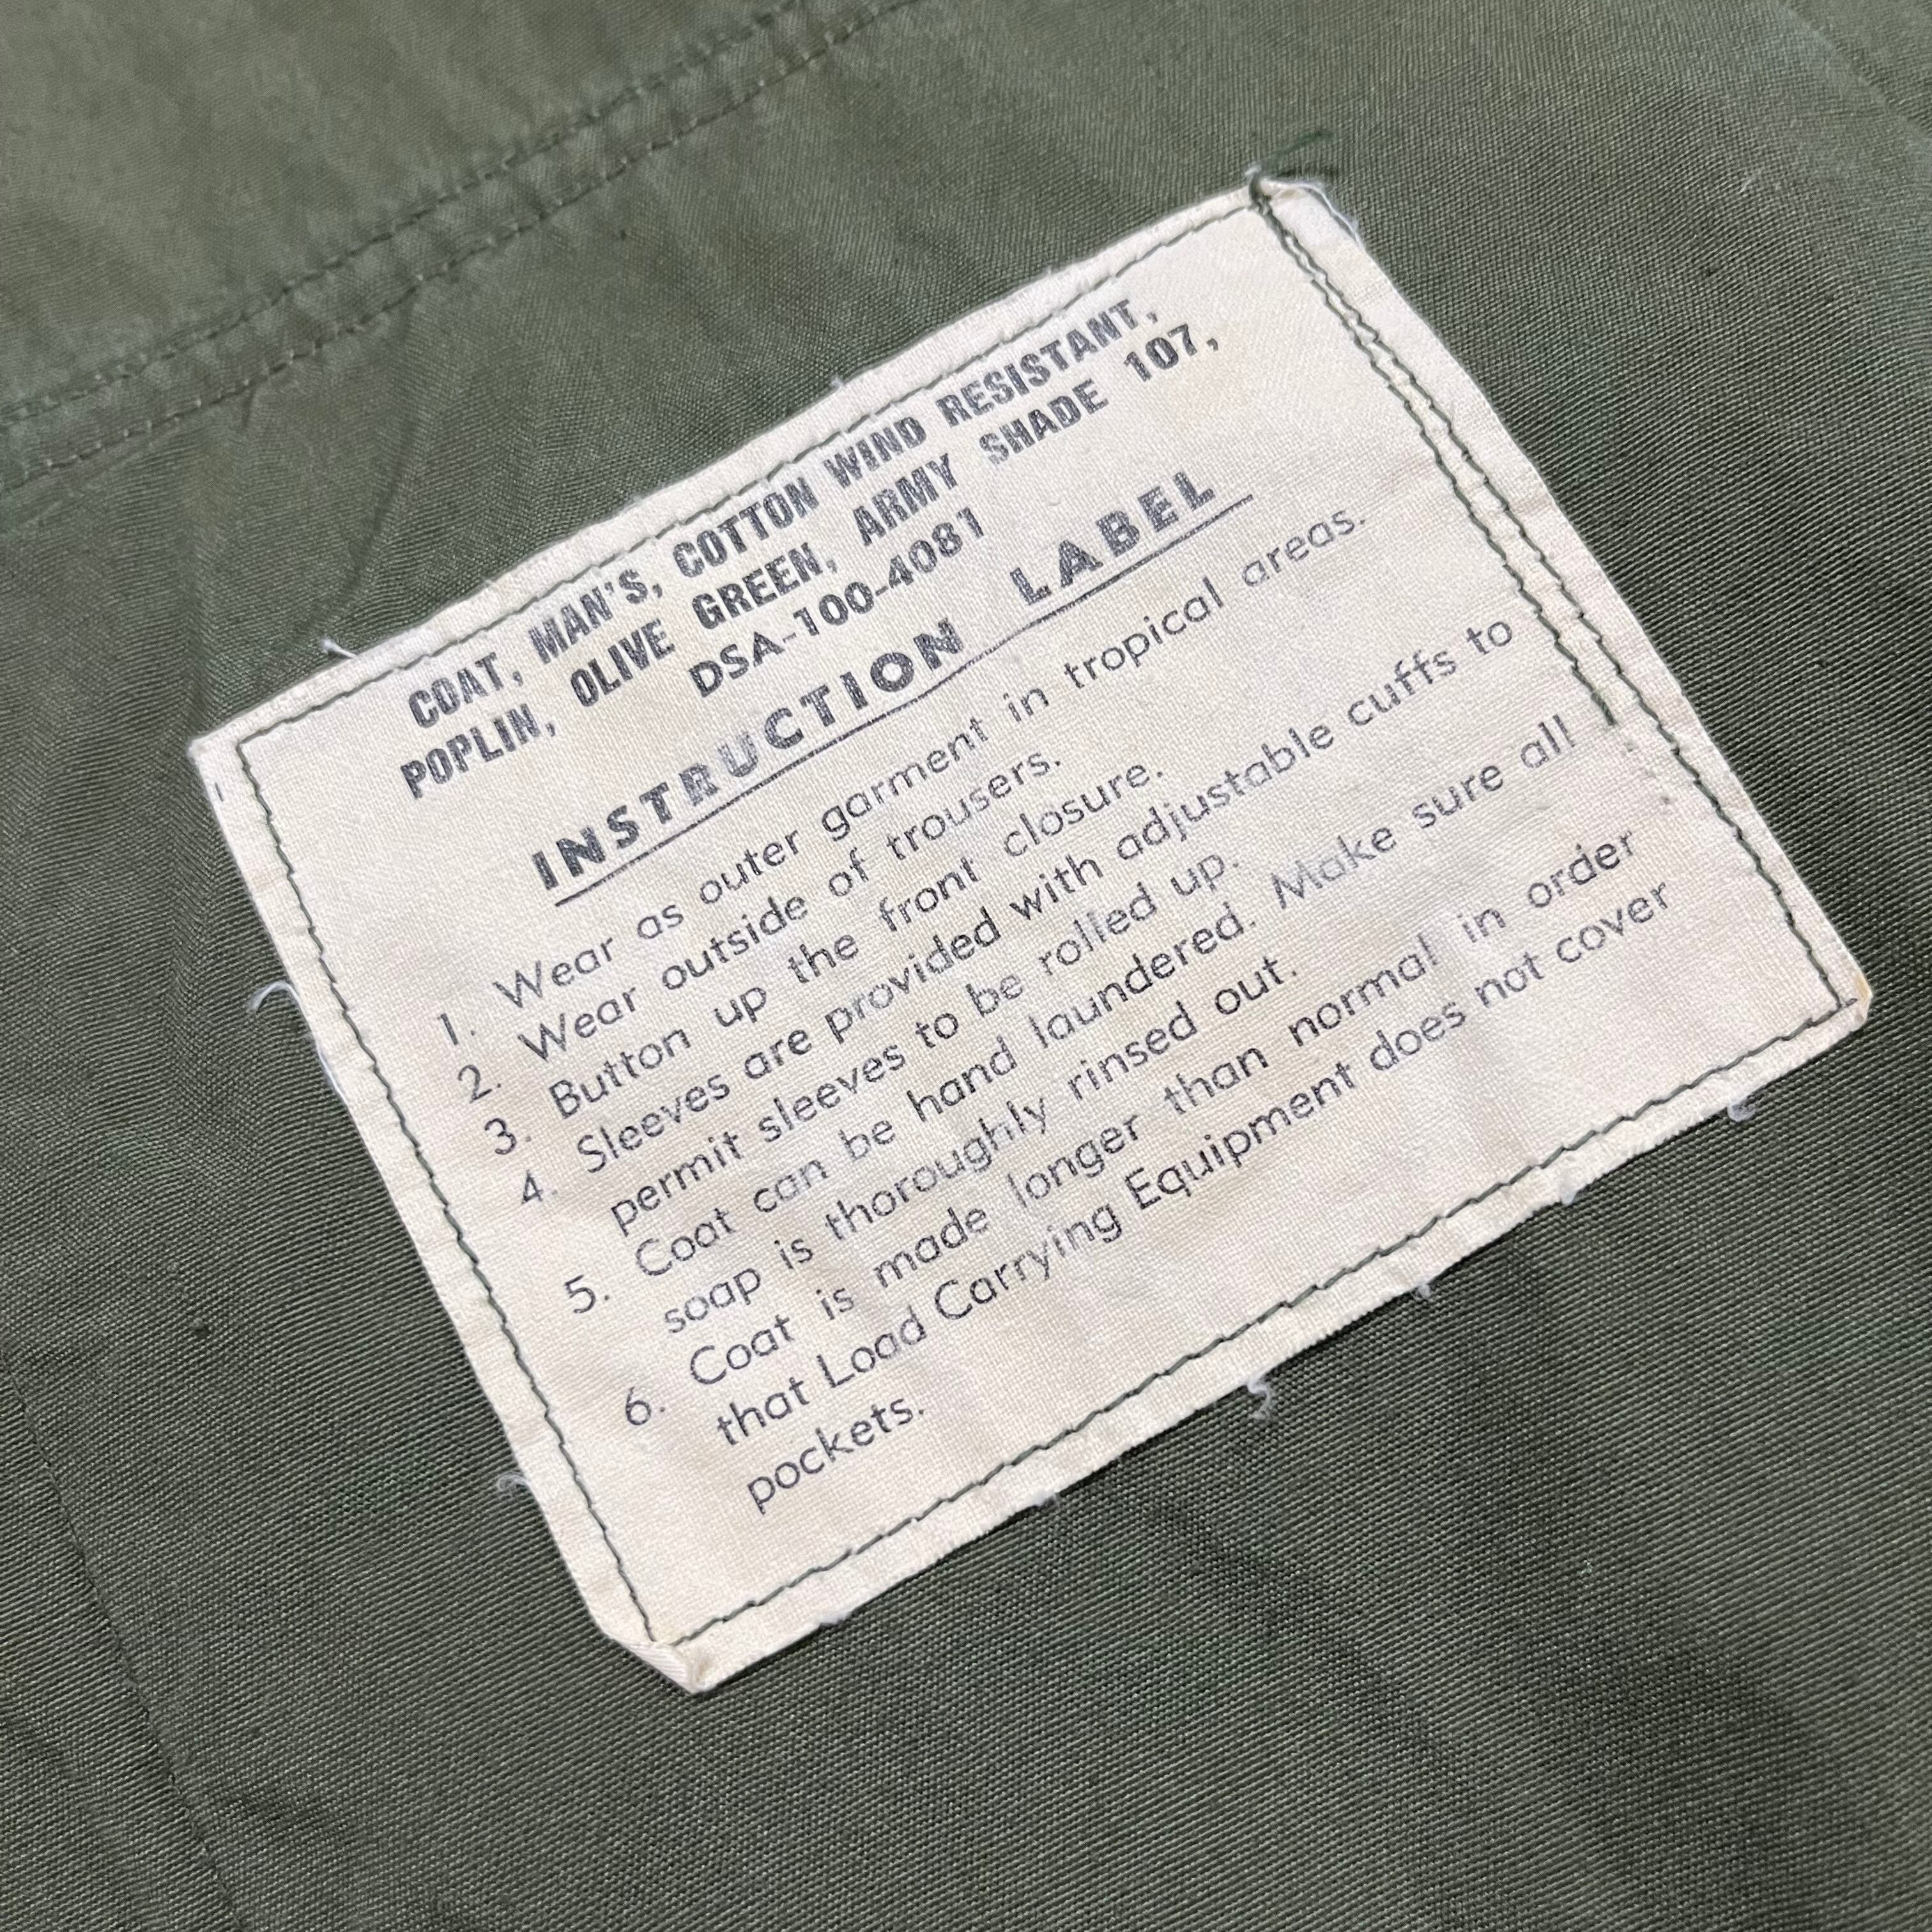 COAT, MAN'S, COTTON WIND RESISTANT,
POPLIN, OLIVE GREEN, ARMY SHADE 107,
DSA-100-4081
INSTRUCTION LABEL
1. Wear as outer garment in tropical areas.
2. Wear outside of trousers.
3. Button up the front closure.
4. Sleeves are provided with adjustable cuffs to
permit sleeves to be rolled up.
5. Coat can be hand laundered. Make sure all
soap is thoroughly rinsed out.
6. Coat is made longer than normal in order
that Load Carrying Equipment does not cover
pockets.